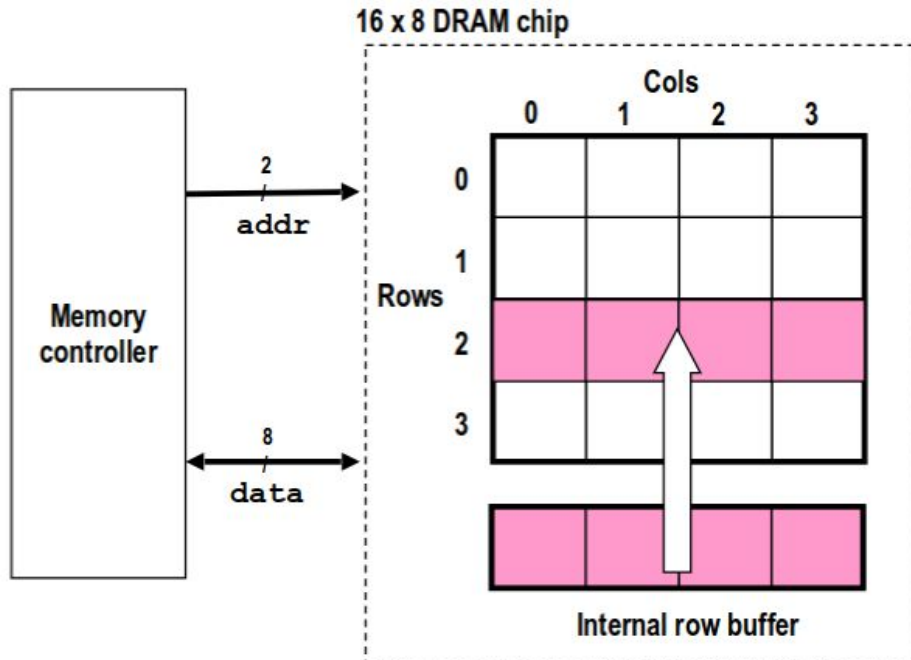 16 x 8 DRAM chip
Cols
0 1 2 3
2
addr
0
1
Rows
2
3
Memory
controller
8
data
Internal row buffer